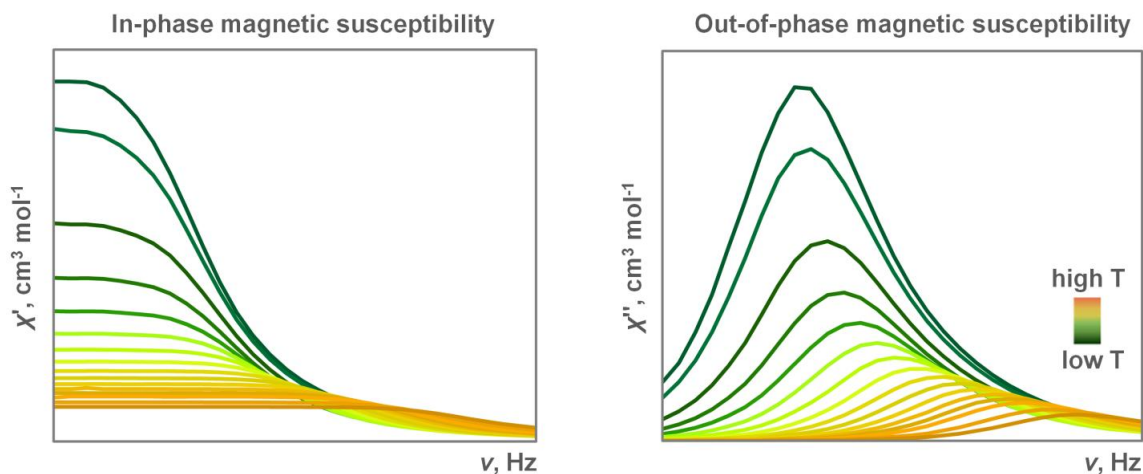 In-phase magnetic susceptibility
χ', cm³ mol⁻¹
ν, Hz
Out-of-phase magnetic susceptibility
χ'', cm³ mol⁻¹
high T
low T
ν, Hz